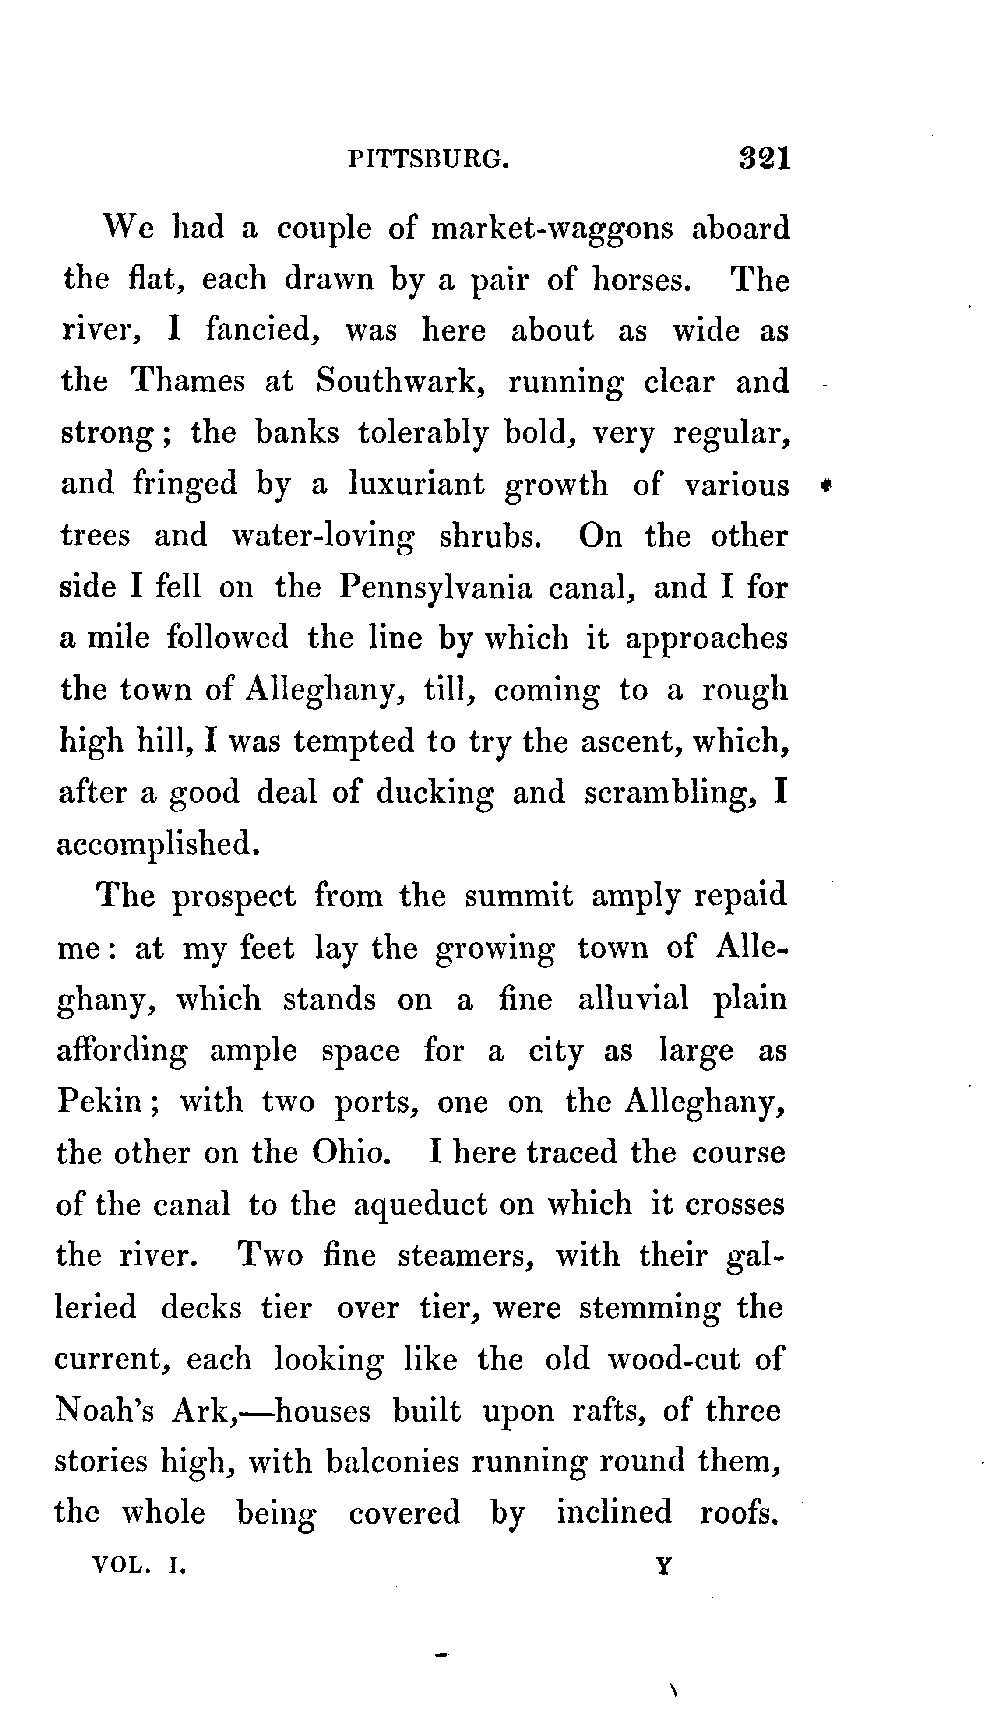 PITTSBURG. 321
We had a couple of market-waggons aboard
the flat, each drawn by a pair of horses. The
river, I fancied, was here about as wide as
the Thames at Southwark, running clear and
strong; the banks tolerably bold, very regular,
and fringed by a luxuriant growth of various
trees and water-loving shrubs. On the other
side I fell on the Pennsylvania canal, and I for
a mile followed the line by which it approaches
the town of Alleghany, till, coming to a rough
high hill, I was tempted to try the ascent, which,
after a good deal of ducking and scrambling, I
accomplished.
The prospect from the summit amply repaid
me: at my feet lay the growing town of Alle-
ghany, which stands on a fine alluvial plain
affording ample space for a city as large as
Pekin; with two ports, one on the Alleghany,
the other on the Ohio. I here traced the course
of the canal to the aqueduct on which it crosses
the river. Two fine steamers, with their gal-
leried decks tier over tier, were stemming the
current, each looking like the old wood-cut of
Noah's Ark,—houses built upon rafts, of three
stories high, with balconies running round them,
the whole being covered by inclined roofs.
VOL. I. Y